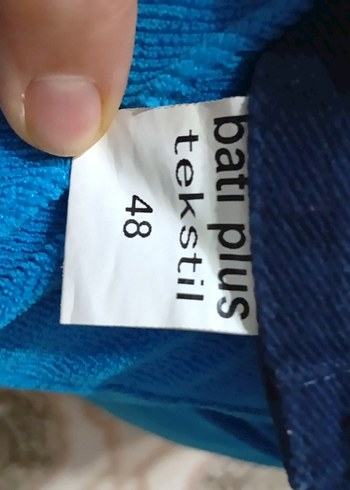 batı plus
tekstil
48